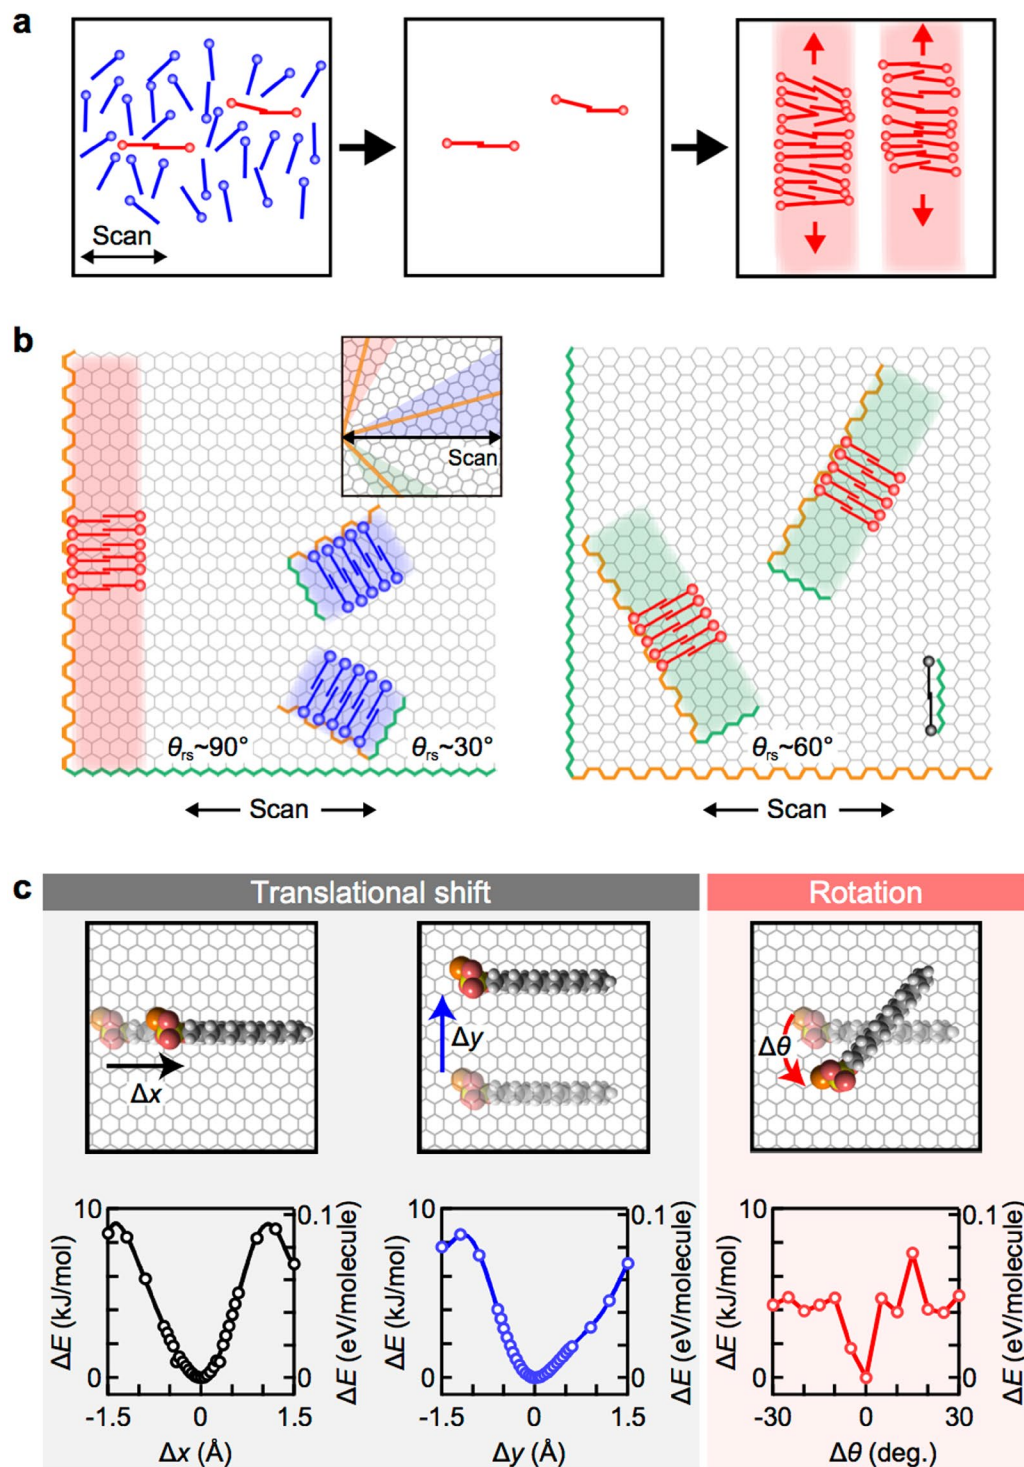 a
Scan
b
Scan
θrs~90°
θrs~30°
θrs~60°
Scan
Scan
c
Translational shift
Rotation
Δx
Δy
Δθ
10
0
ΔE (kJ/mol)
0.1
0
ΔE (eV/molecule)
-1.5
0
1.5
Δx (Å)
10
0
ΔE (kJ/mol)
0.1
0
ΔE (eV/molecule)
-1.5
0
1.5
Δy (Å)
10
0
ΔE (kJ/mol)
0.1
0
ΔE (eV/molecule)
-30
0
30
Δθ (deg.)